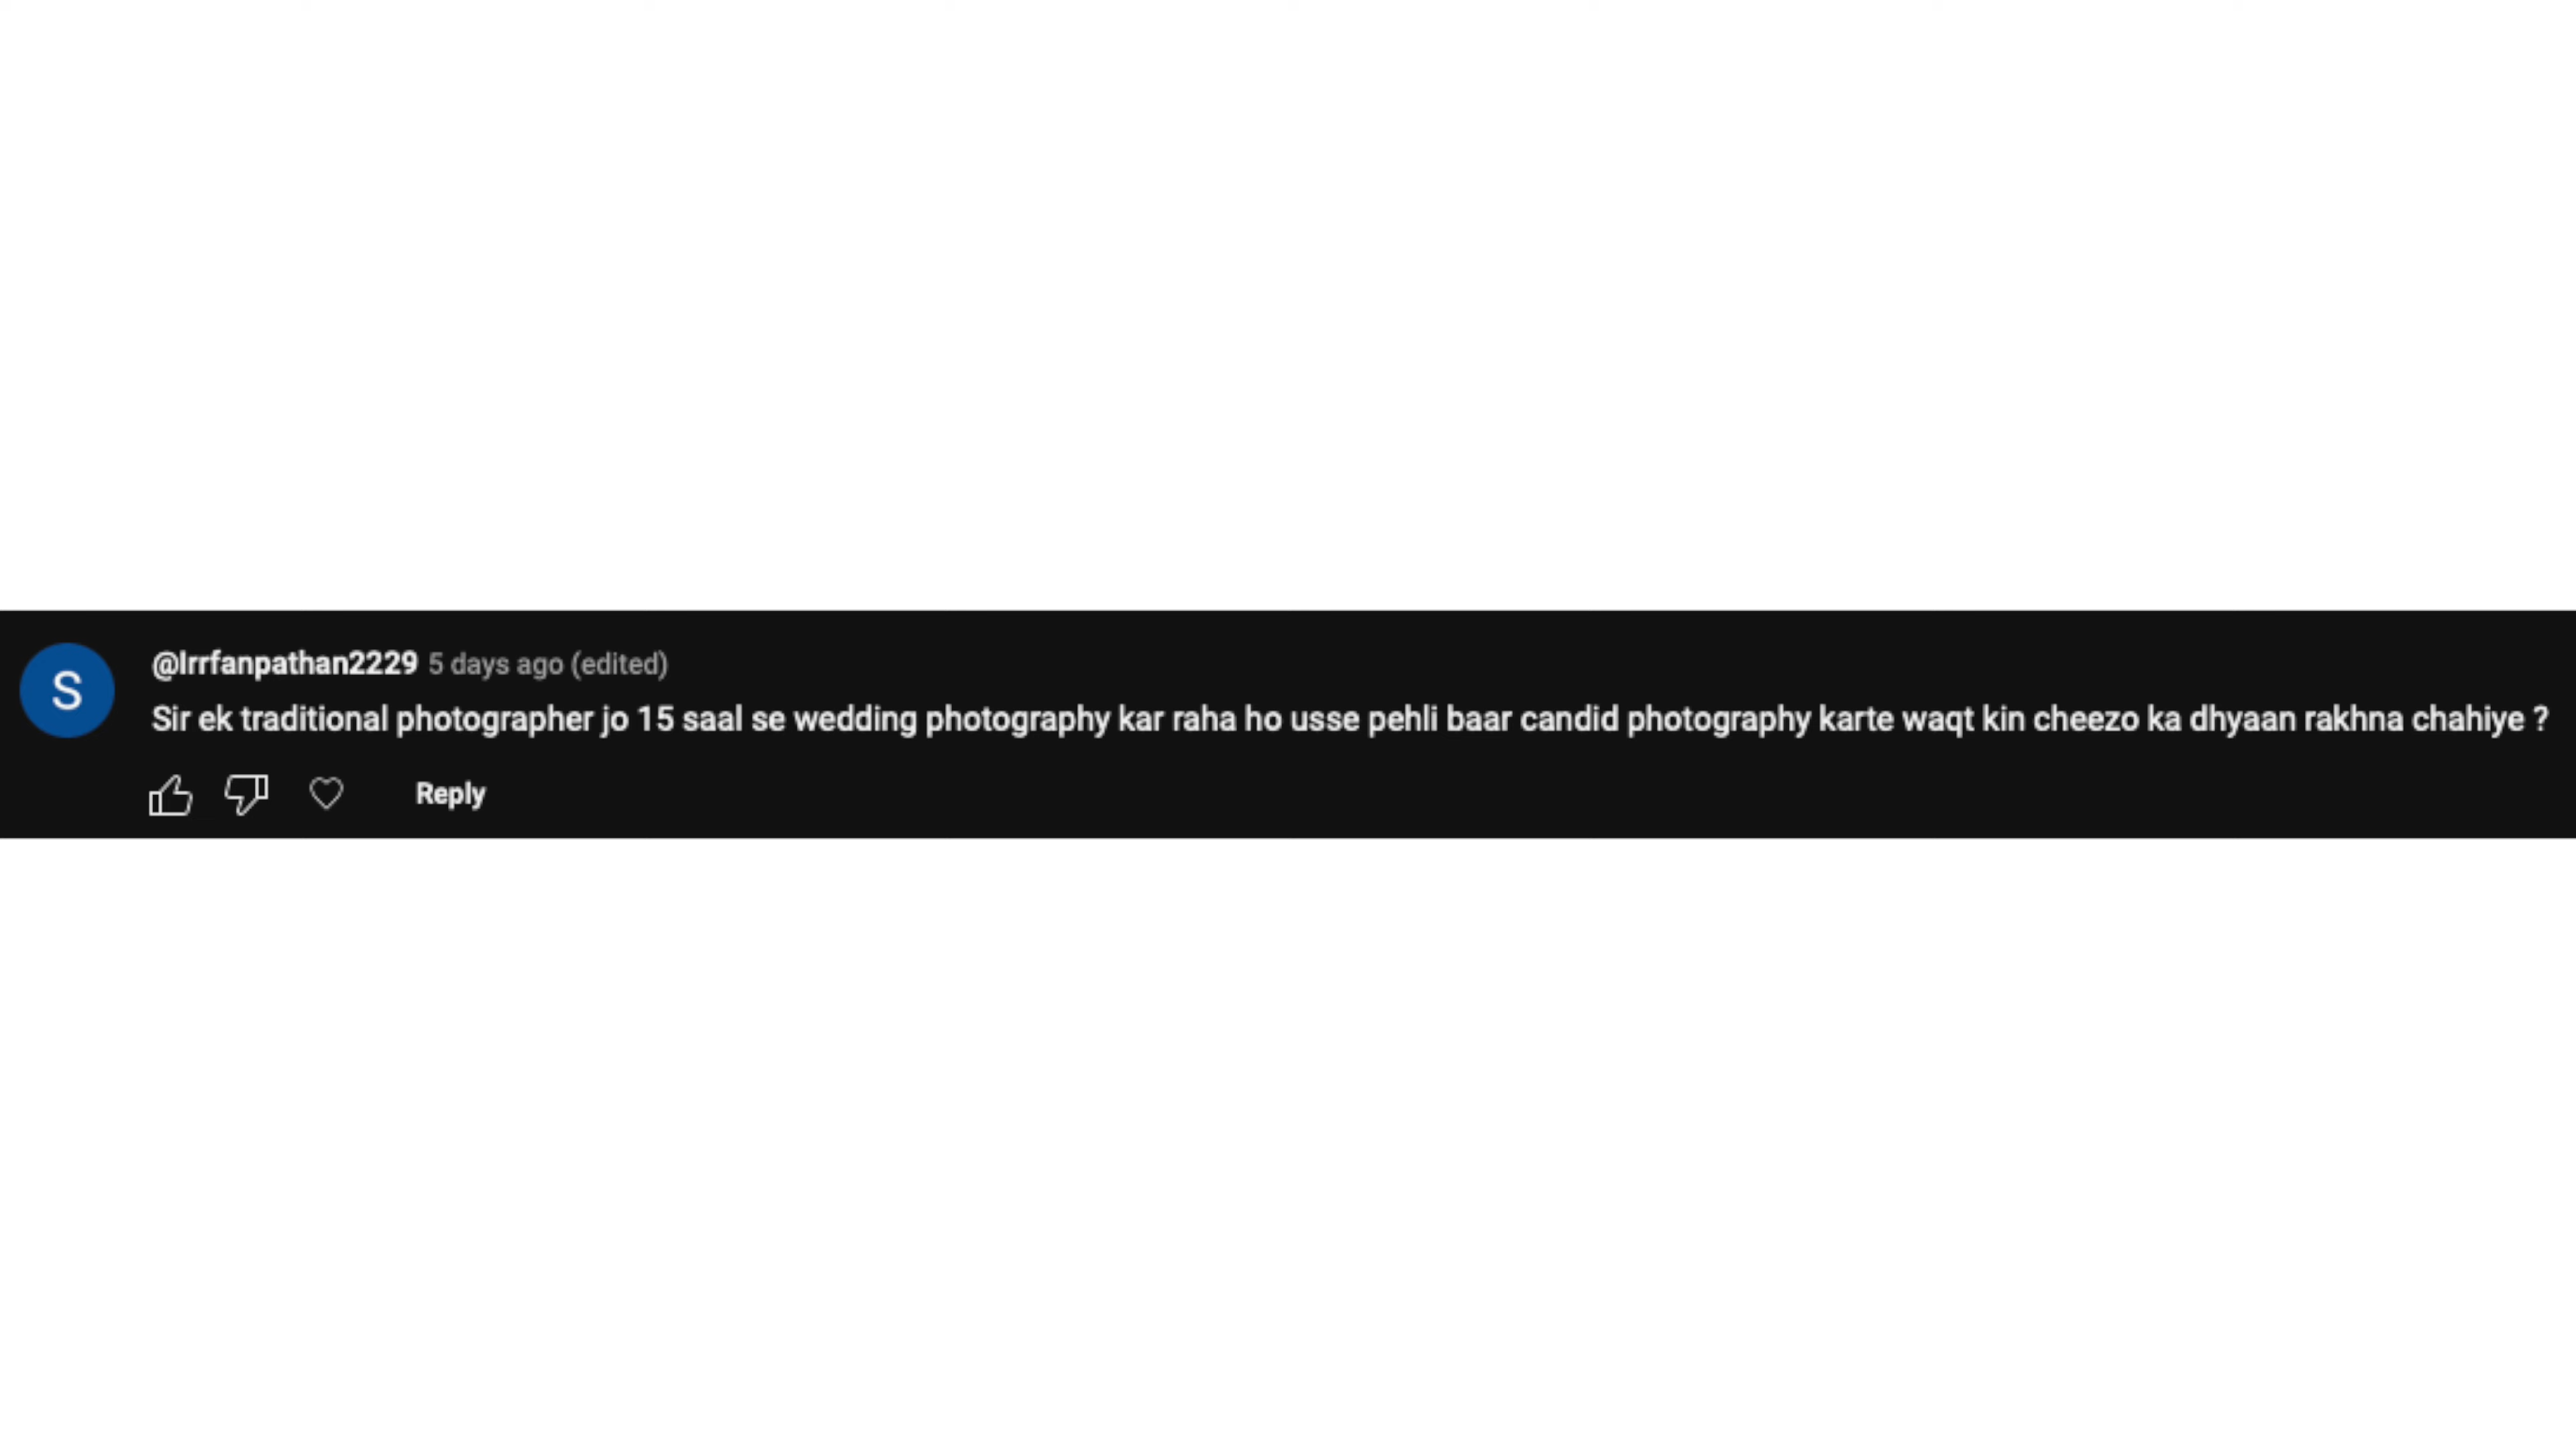 S
@Irrfanpathan2229 5 days ago (edited)
Sir ek traditional photographer jo 15 saal se wedding photography kar raha ho usse pehli baar candid photography karte waqt kin cheezo ka dhyaan rakhna chahiye ?
Reply